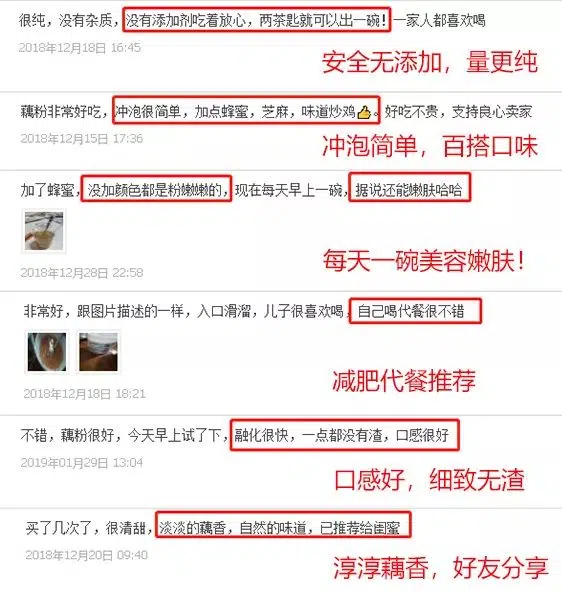 很纯，没有杂质，没有添加剂吃着放心，两茶匙就可以出一碗！一家人都喜欢喝
2018年12月18日 16:45
安全无添加，量更纯
藕粉非常好吃，冲泡很简单，加点蜂蜜，芝麻，味道炒鸡👍。好吃不贵，支持良心卖家
2018年12月15日 17:36
冲泡简单，百搭口味
加了蜂蜜，没加颜色都是粉嫩嫩的，现在每天早上一碗，据说还能嫩肤哈哈
2018年12月28日 22:58
每天一碗美容嫩肤！
非常好，跟图片描述的一样，入口滑溜，儿子很喜欢喝，自己喝代餐很不错
减肥代餐推荐
2018年12月18日 18:21
不错，藕粉很好，今天早上试了下，融化很快，一点都没有渣，口感很好
2019年01月29日 13:04
口感好，细致无渣
买了几次了，很清甜，淡淡的藕香，自然的味道，已推荐给闺蜜
2018年12月20日 09:40
淳淳藕香，好友分享